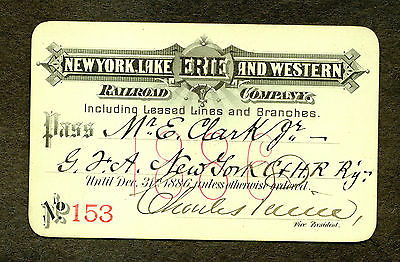 NEW YORK, LAKE ERIE AND WESTERN
RAILROAD COMPANY.
Including Leased Lines and Branches.
Pass Mr. E. Clark Jr
1886
G. F. A. New York C & H R Ry.
Until Dec. 31st 1886, unless otherwise ordered.
No 153
Vice President.